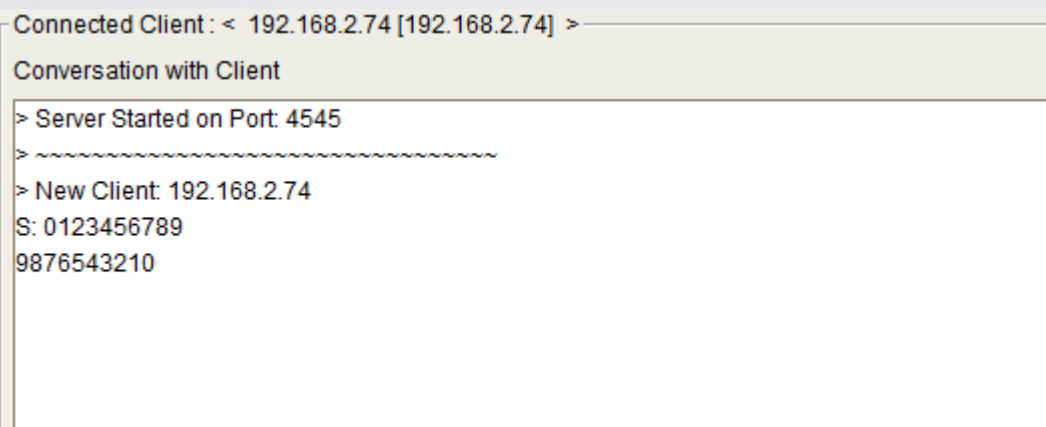 Connected Client : < 192.168.2.74 [192.168.2.74] >
Conversation with Client
> Server Started on Port: 4545
> ~~~~~~~~~~~~~~~~~~~~~~~~~~~~~~~~~
> New Client: 192.168.2.74
S: 0123456789
9876543210